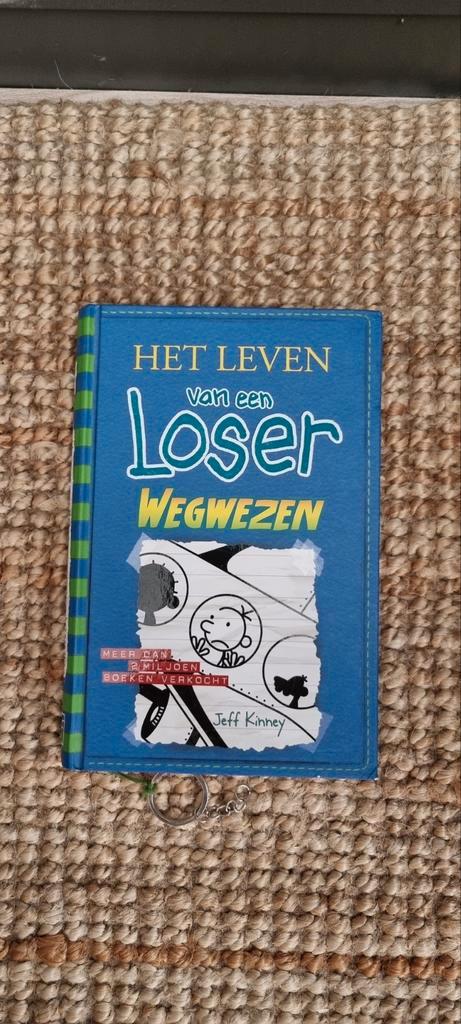 HET LEVEN
van een
Loser
WEGWEZEN
MEER DAN
2 MILJOEN
BOEKEN VERKOCHT
Jeff Kinney